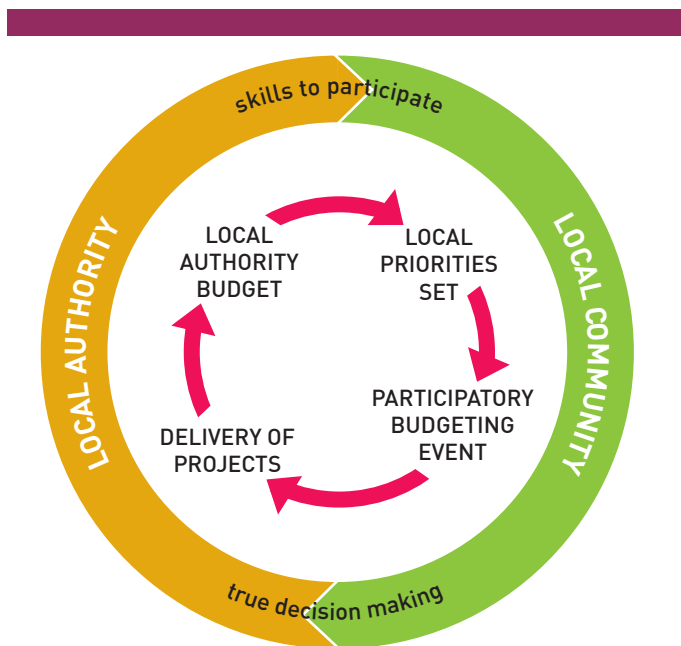 skills to participate
LOCAL AUTHORITY
LOCAL COMMUNITY
LOCAL
AUTHORITY
BUDGET
LOCAL
PRIORITIES
SET
PARTICIPATORY
BUDGETING
EVENT
DELIVERY OF
PROJECTS
true decision making